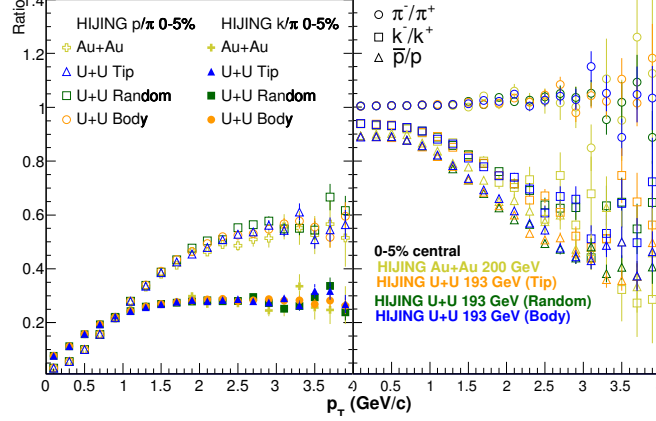 Ratio
1.4
1.2
1
0.8
0.6
0.4
0.2
HIJING p/π 0-5%
Au+Au
U+U Tip
U+U Random
U+U Body
HIJING k/π 0-5%
Au+Au
U+U Tip
U+U Random
U+U Body
π⁻/π⁺
k⁻/k⁺
p̅/p
0-5% central
HIJING Au+Au 200 GeV
HIJING U+U 193 GeV (Tip)
HIJING U+U 193 GeV (Random)
HIJING U+U 193 GeV (Body)
0 0.5 1 1.5 2 2.5 3 3.5 0 0.5 1 1.5 2 2.5 3 3.5
p_T (GeV/c)